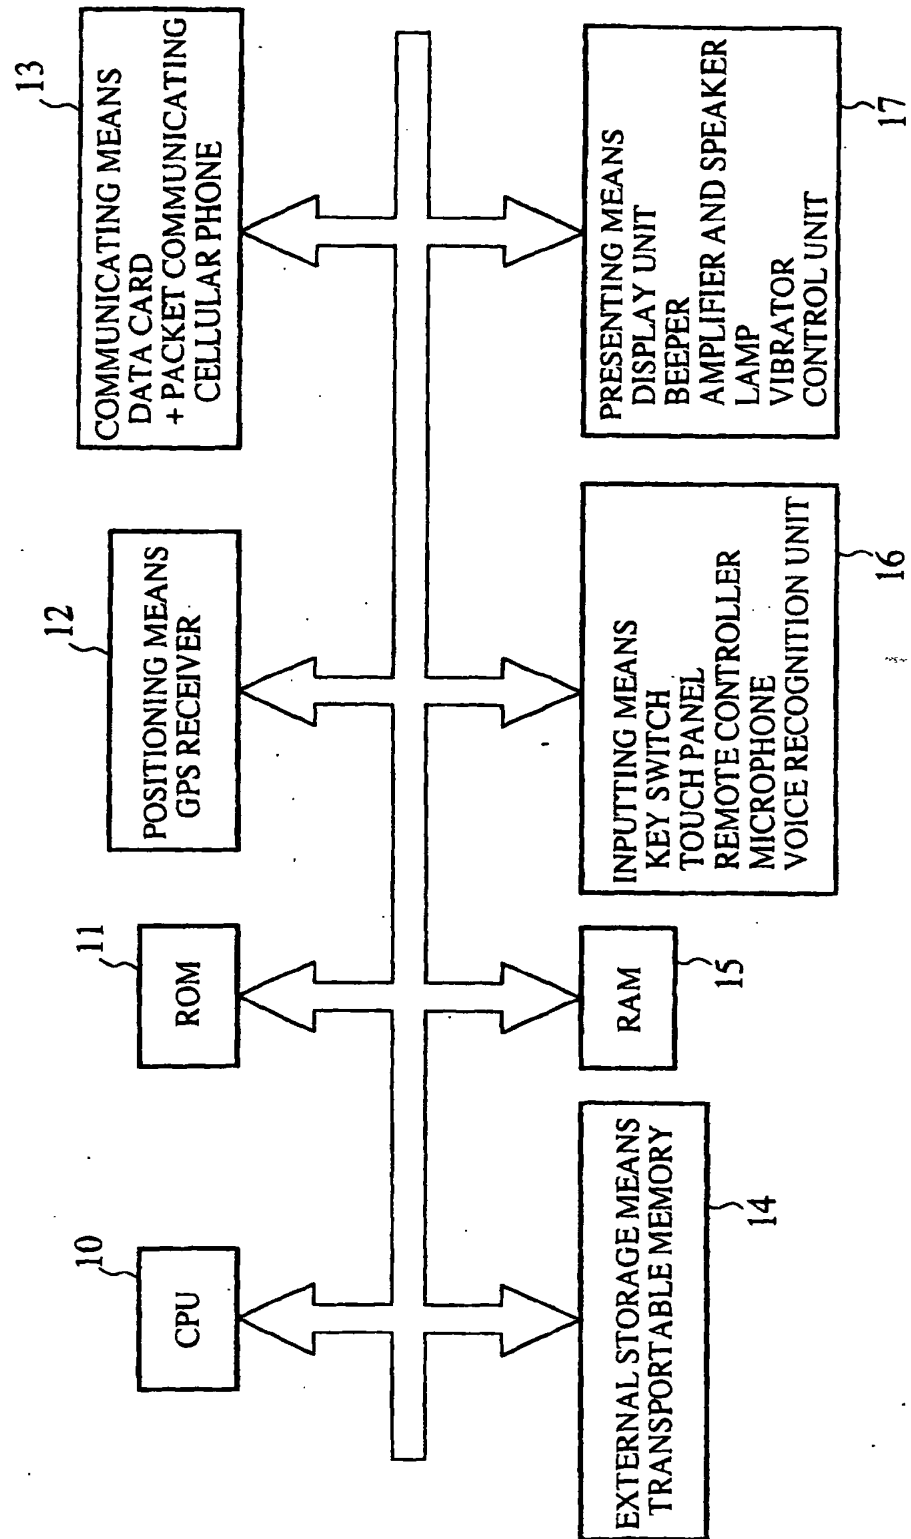 10
CPU
11
ROM
12
POSITIONING MEANS
GPS RECEIVER
13
COMMUNICATING MEANS
DATA CARD
+ PACKET COMMUNICATING
CELLULAR PHONE
EXTERNAL STORAGE MEANS
TRANSPORTABLE MEMORY
14
RAM
15
INPUTTING MEANS
KEY SWITCH
TOUCH PANEL
REMOTE CONTROLLER
MICROPHONE
VOICE RECOGNITION UNIT
16
PRESENTING MEANS
DISPLAY UNIT
BEEPER
AMPLIFIER AND SPEAKER
LAMP
VIBRATOR
CONTROL UNIT
17